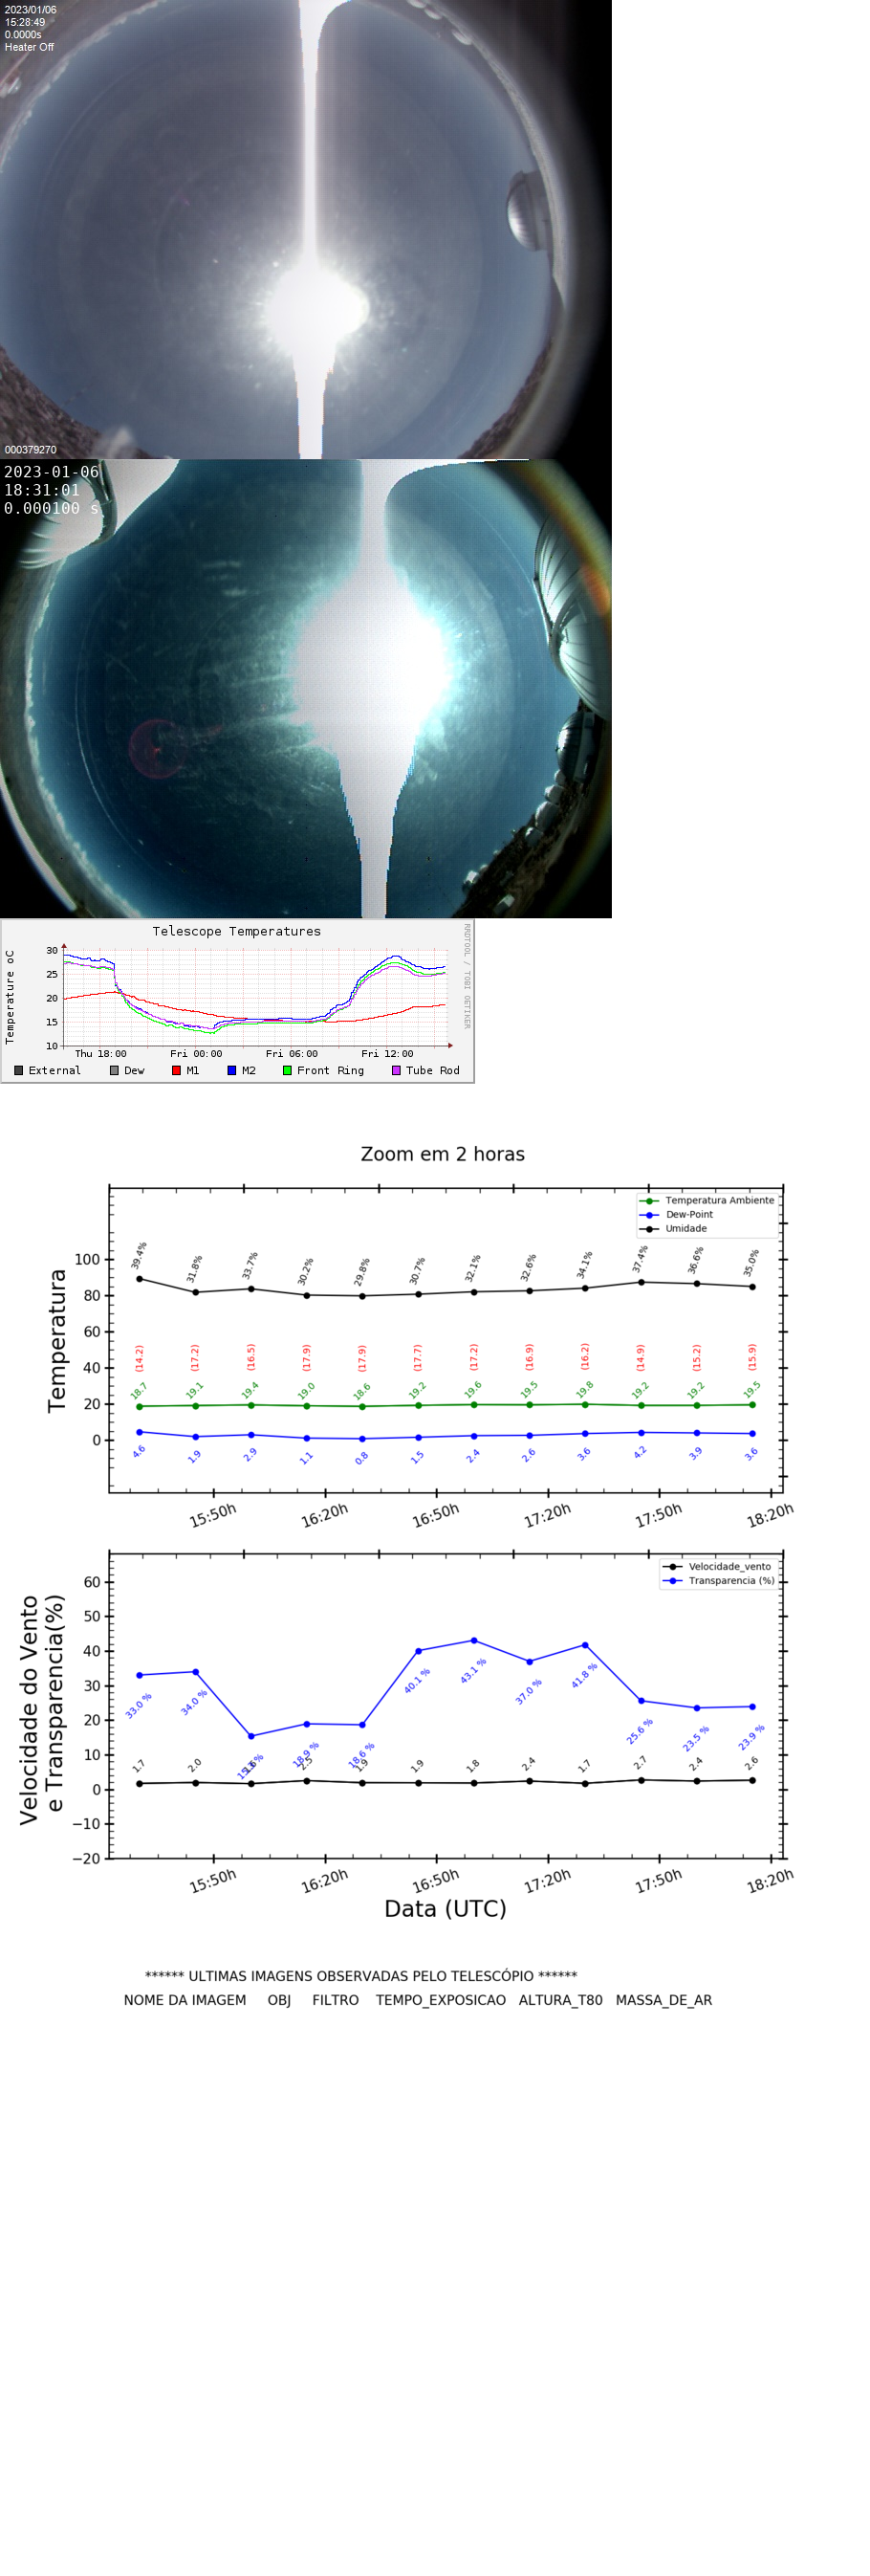 2023/01/06
15:28:49
0.0000s
Heater Off
000379270
2023-01-06
18:31:01
0.000100 s
Telescope Temperatures
RRDTOOL / TOBI OETIKER
Temperature oC
30
25
20
15
10
Thu 18:00 Fri 00:00 Fri 06:00 Fri 12:00
External Dew M1 M2 Front Ring Tube Rod
Zoom em 2 horas
Temperatura Ambiente
Dew-Point
Umidade
Temperatura
100
80
60
40
20
0
39.4% 31.8% 33.7% 30.2% 29.8% 30.7% 32.1% 32.6% 34.1% 37.4% 36.6% 35.0%
(14.2) (17.2) (16.5) (17.9) (17.9) (17.7) (17.2) (16.9) (16.2) (14.9) (15.2) (15.9)
18.7 19.1 19.4 19.0 18.6 19.2 19.6 19.5 19.8 19.2 19.2 19.5
4.6 1.9 2.9 1.1 0.8 1.5 2.4 2.6 3.6 4.2 3.9 3.6
15:50h 16:20h 16:50h 17:20h 17:50h 18:20h
Velocidade_vento
Transparencia (%)
Velocidade do Vento
e Transparencia(%)
60
50
40
30
20
10
0
−10
−20
33.0 % 34.0 % 18.9 % 18.6 % 40.1 % 43.1 % 37.0 % 41.8 % 25.6 % 23.5 % 23.9 %
1.7 2.0 2.5 1.9 1.9 1.8 2.4 1.7 2.7 2.4 2.6
15:50h 16:20h 16:50h 17:20h 17:50h 18:20h
Data (UTC)
****** ULTIMAS IMAGENS OBSERVADAS PELO TELESCÓPIO ******
NOME DA IMAGEM OBJ FILTRO TEMPO_EXPOSICAO ALTURA_T80 MASSA_DE_AR